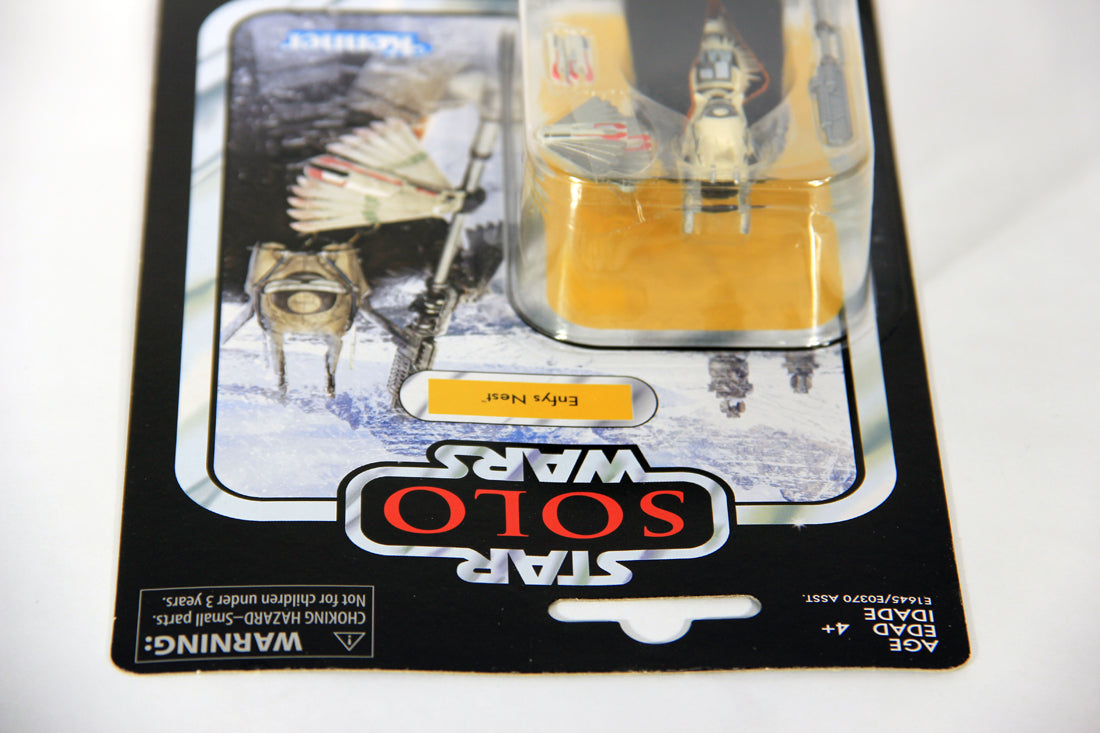 AGE
EDAD 4+
IDADE
E1645/E0370 ASST.
WARNING:
CHOKING HAZARD—Small parts.
Not for children under 3 years.
STAR
SOLO
WARS
Enfys Nest
Kenner